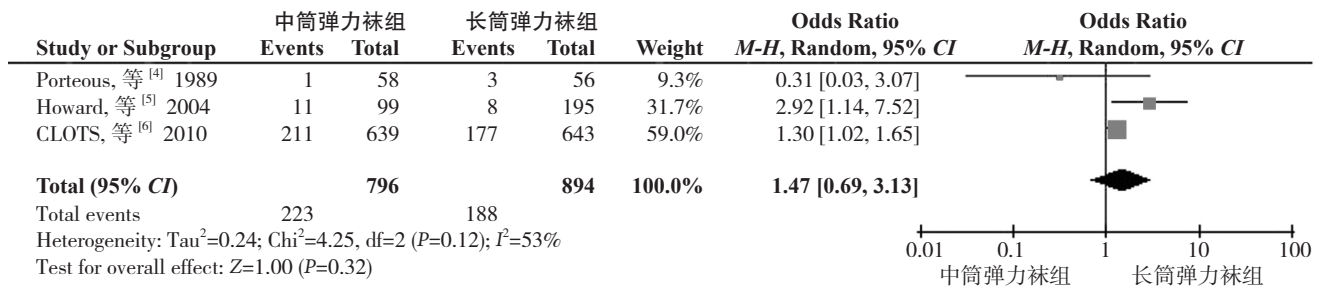 中筒弹力袜组 长筒弹力袜组 Odds Ratio Odds Ratio
Study or Subgroup Events Total Events Total Weight M-H, Random, 95% CI M-H, Random, 95% CI
Porteous, 等 [4] 1989 1 58 3 56 9.3% 0.31 [0.03, 3.07]
Howard, 等 [5] 2004 11 99 8 195 31.7% 2.92 [1.14, 7.52]
CLOTS, 等 [6] 2010 211 639 177 643 59.0% 1.30 [1.02, 1.65]
Total (95% CI) 796 894 100.0% 1.47 [0.69, 3.13]
Total events 223 188
Heterogeneity: Tau²=0.24; Chi²=4.25, df=2 (P=0.12); I²=53%
Test for overall effect: Z=1.00 (P=0.32)
0.01 0.1 1 10 100
中筒弹力袜组 长筒弹力袜组